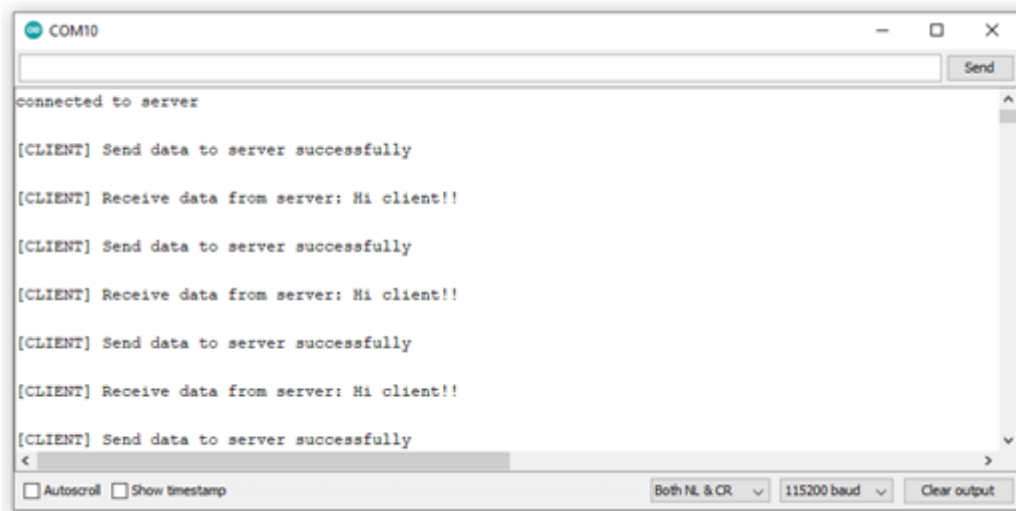 COM10
Send
connected to server
[CLIENT] Send data to server successfully
[CLIENT] Receive data from server: Hi client!!
[CLIENT] Send data to server successfully
[CLIENT] Receive data from server: Hi client!!
[CLIENT] Send data to server successfully
[CLIENT] Receive data from server: Hi client!!
[CLIENT] Send data to server successfully
Autoscroll Show timestamp Both NL & CR 115200 baud Clear output